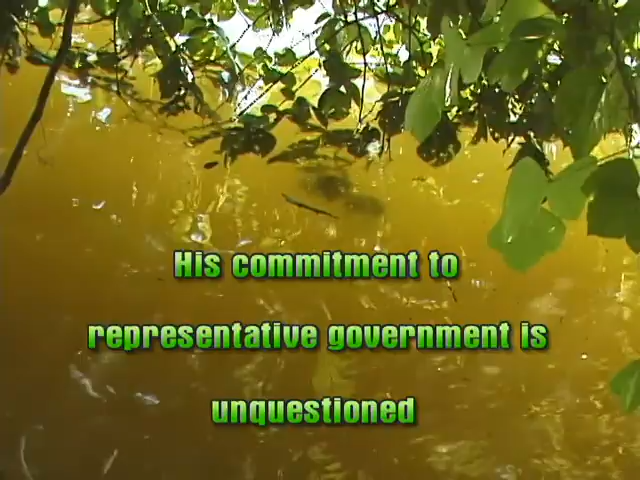 His commitment to
representative government is
unquestioned